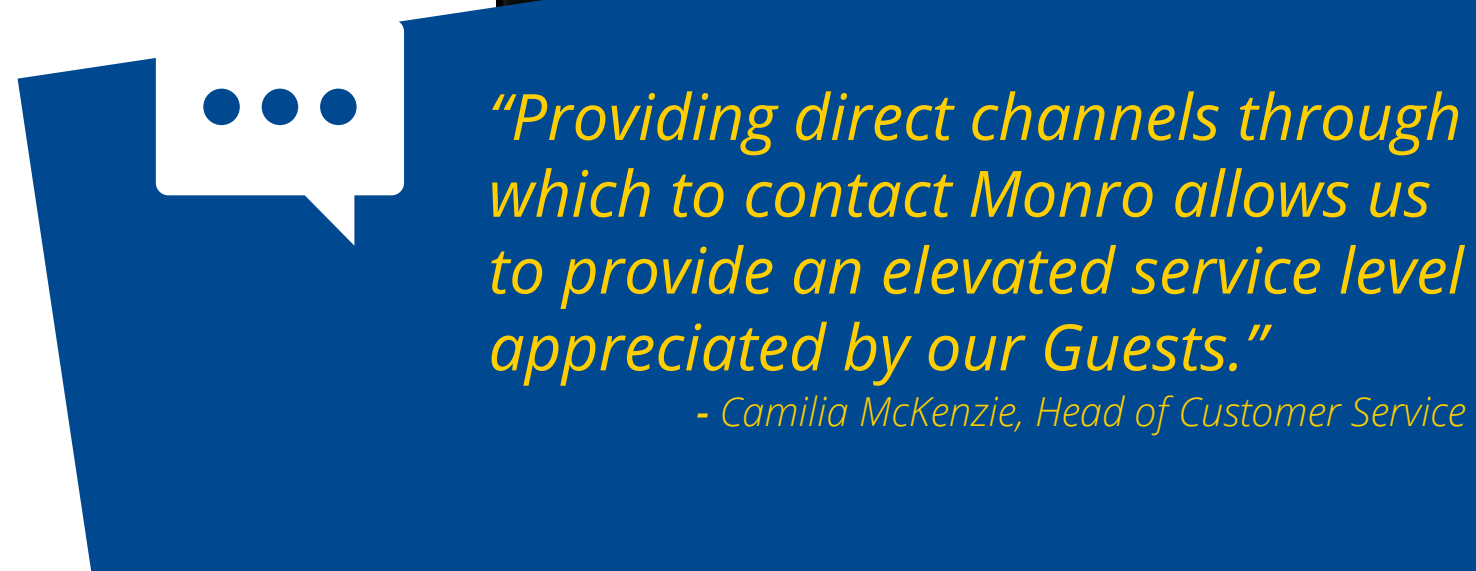 “Providing direct channels through
which to contact Monro allows us
to provide an elevated service level
appreciated by our Guests.”
- Camilia McKenzie, Head of Customer Service